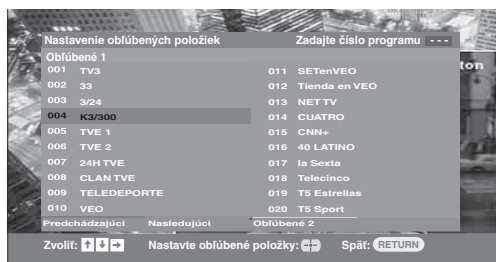 Nastavenie obľúbených položiek Zadajte číslo programu - - -
Obľúbené 1
001 TV3 011 SETenVEO
002 33 012 Tienda en VEO
003 3/24 013 NET TV
004 K3/300 014 CUATRO
005 TVE 1 015 CNN+
006 TVE 2 016 40 LATINO
007 24H TVE 017 la Sexta
008 CLAN TVE 018 Telecinco
009 TELEDEPORTE 019 T5 Estrellas
010 VEO 020 T5 Sport
Predchádzajúci Nasledujúci Obľúbené 2
ton
Zvoliť: ↑ ↓ → Nastavte obľúbené položky: Späť: RETURN